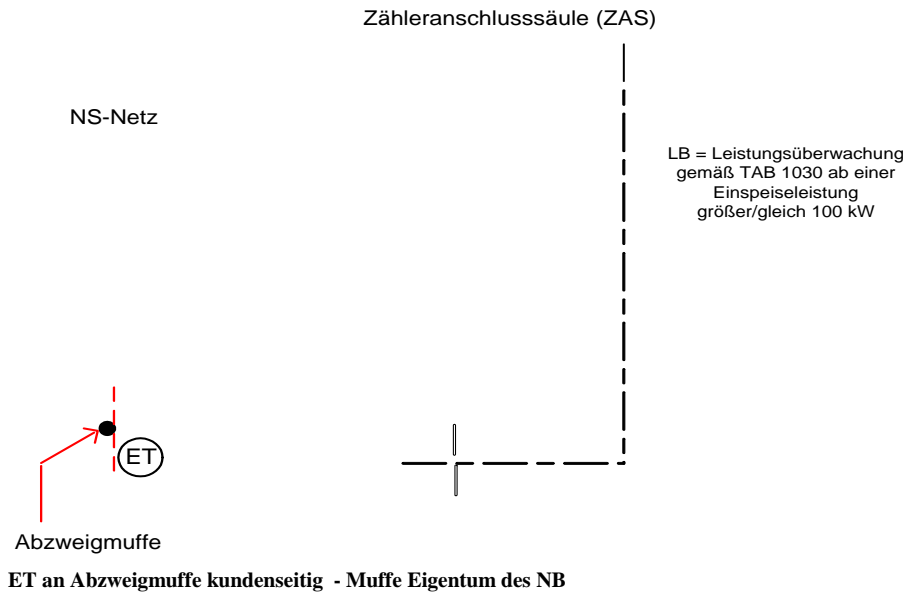 Zähleranschlusssäule (ZAS)
NS-Netz
LB = Leistungsüberwachung
gemäß TAB 1030 ab einer
Einspeiseleistung
größer/gleich 100 kW
ET
Abzweigmuffe
ET an Abzweigmuffe kundenseitig - Muffe Eigentum des NB